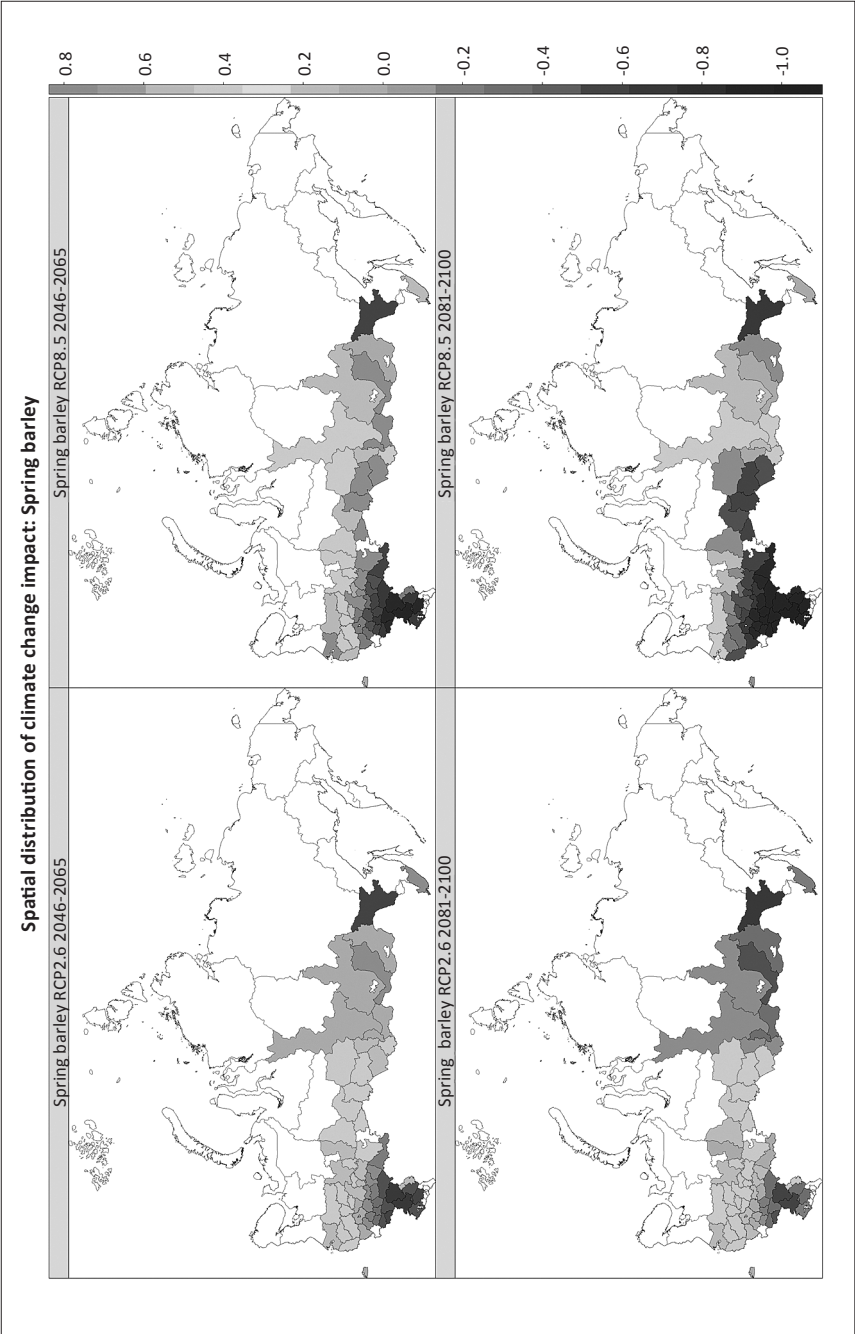 Spatial distribution of climate change impact: Spring barley
Spring barley RCP2.6 2046-2065
Spring barley RCP8.5 2046-2065
Spring barley RCP2.6 2081-2100
Spring barley RCP8.5 2081-2100
0.8
0.6
0.4
0.2
0.0
-0.2
-0.4
-0.6
-0.8
-1.0